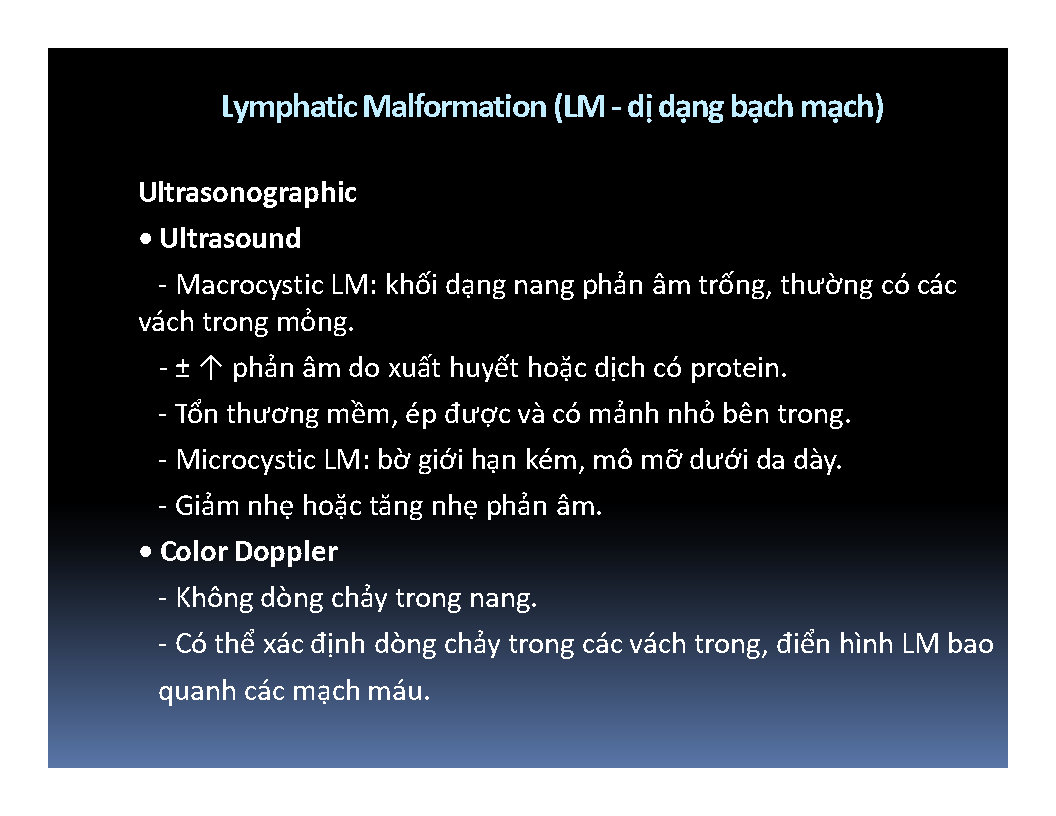 Lymphatic Malformation (LM - dị dạng bạch mạch)
Ultrasonographic
• Ultrasound
- Macrocystic LM: khối dạng nang phản âm trống, thường có các
vách trong mỏng.
- ± ↑ phản âm do xuất huyết hoặc dịch có protein.
- Tổn thương mềm, ép được và có mảnh nhỏ bên trong.
- Microcystic LM: bờ giới hạn kém, mô mỡ dưới da dày.
- Giảm nhẹ hoặc tăng nhẹ phản âm.
• Color Doppler
- Không dòng chảy trong nang.
- Có thể xác định dòng chảy trong các vách trong, điển hình LM bao
quanh các mạch máu.